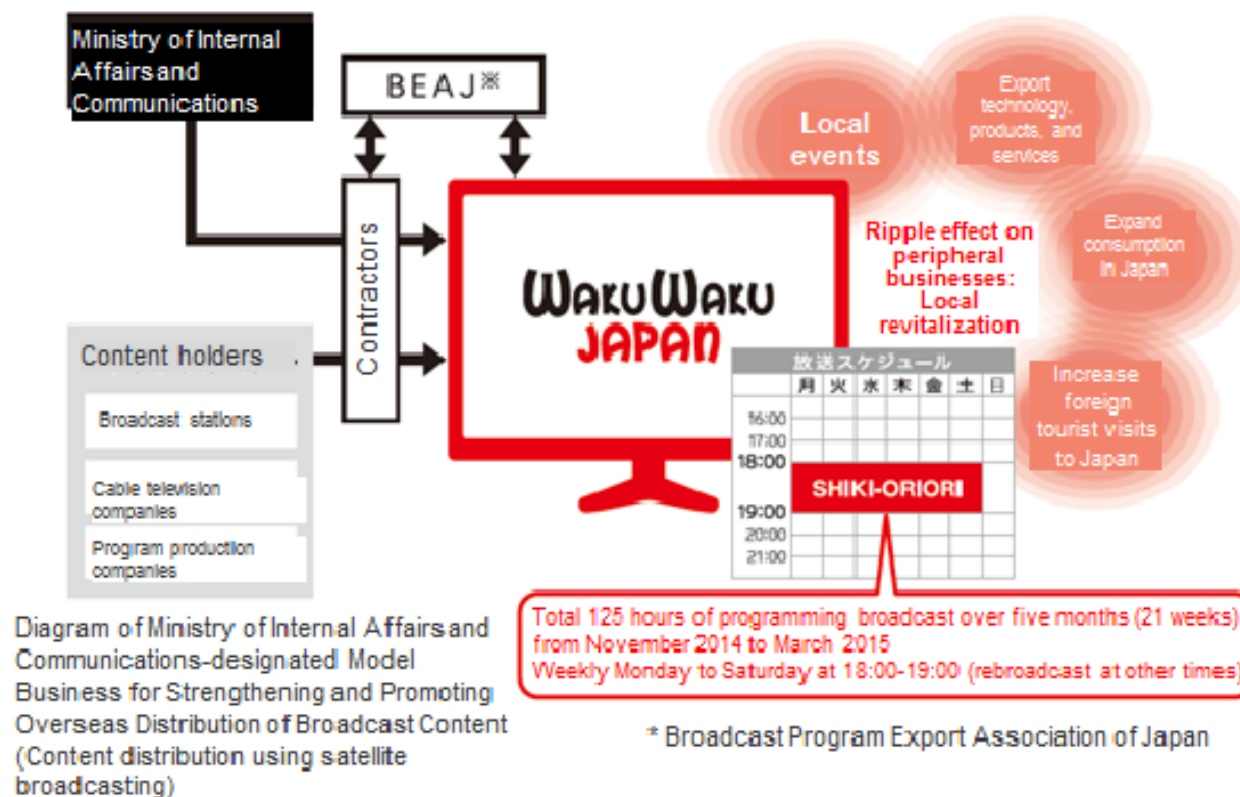 Ministry of Internal
Affairs and
Communications
BEAJ※
Contractors
Content holders
Broadcast stations
Cable television
companies
Program production
companies
WAKU WAKU
JAPAN
Local
events
Export
technology,
products, and
services
Expand
consumption
in Japan
Increase
foreign
tourist visits
to Japan
Ripple effect on
peripheral
businesses:
Local
revitalization
放送スケジュール
月 火 水 木 金 土 日
16:00
17:00
18:00
SHIKI-ORIORI
19:00
20:00
21:00
Total 125 hours of programming broadcast over five months (21 weeks)
from November 2014 to March 2015
Weekly Monday to Saturday at 18:00-19:00 (rebroadcast at other times)
Diagram of Ministry of Internal Affairs and
Communications-designated Model
Business for Strengthening and Promoting
Overseas Distribution of Broadcast Content
(Content distribution using satellite
broadcasting)
* Broadcast Program Export Association of Japan